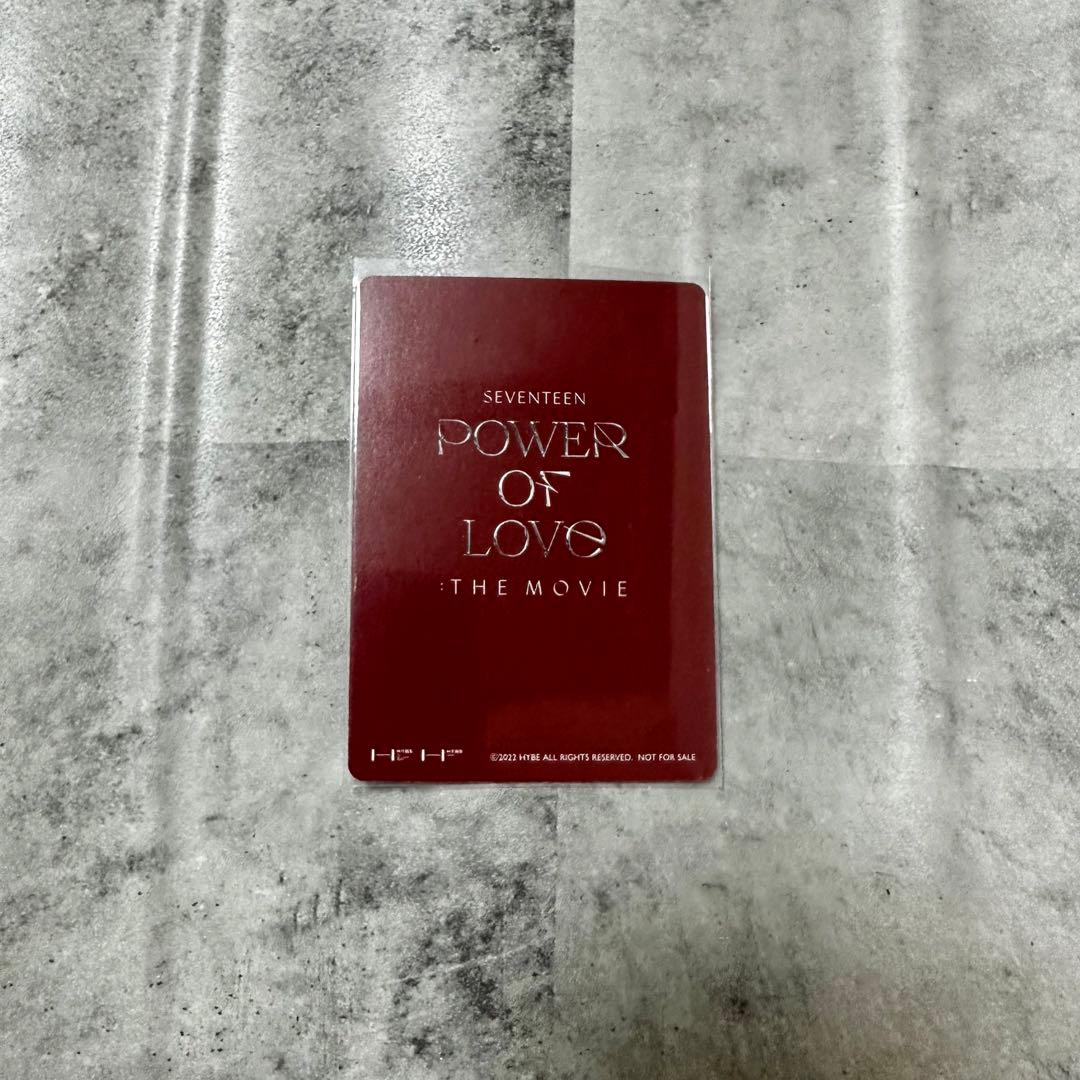 SEVENTEEN
POWER
OF
LOVE
:THE MOVIE
©2022 HYBE ALL RIGHTS RESERVED. NOT FOR SALE